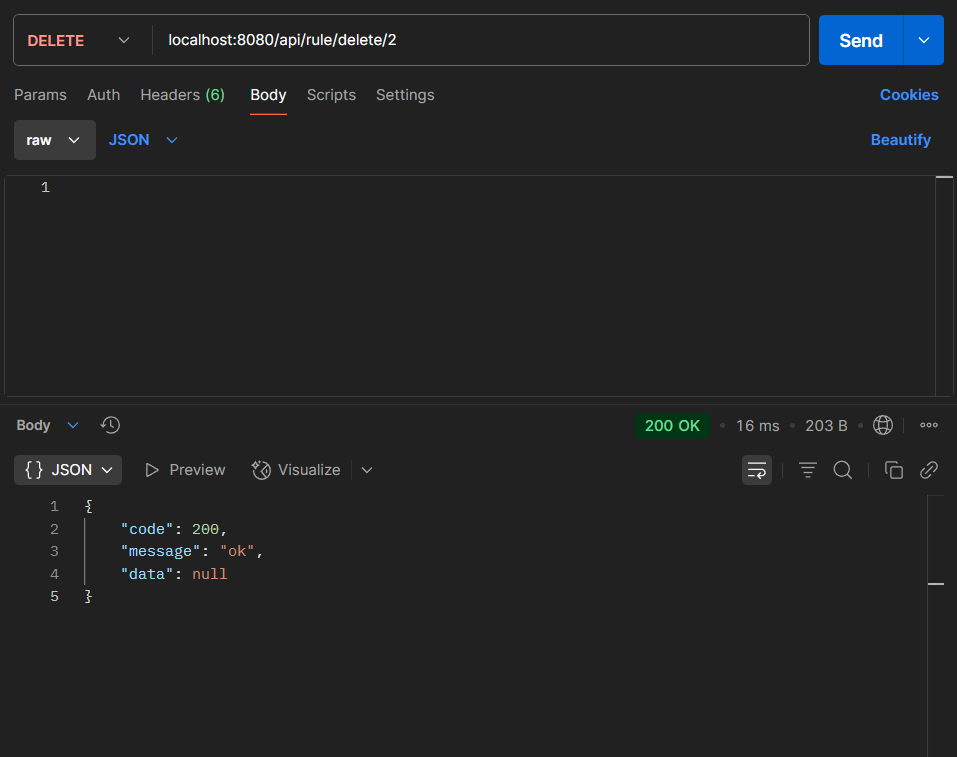 DELETE localhost:8080/api/rule/delete/2 Send
Params Auth Headers (6) Body Scripts Settings Cookies
raw JSON Beautify
1
Body 200 OK • 16 ms • 203 B •
{} JSON Preview Visualize
1 {
2 "code": 200,
3 "message": "ok",
4 "data": null
5 }